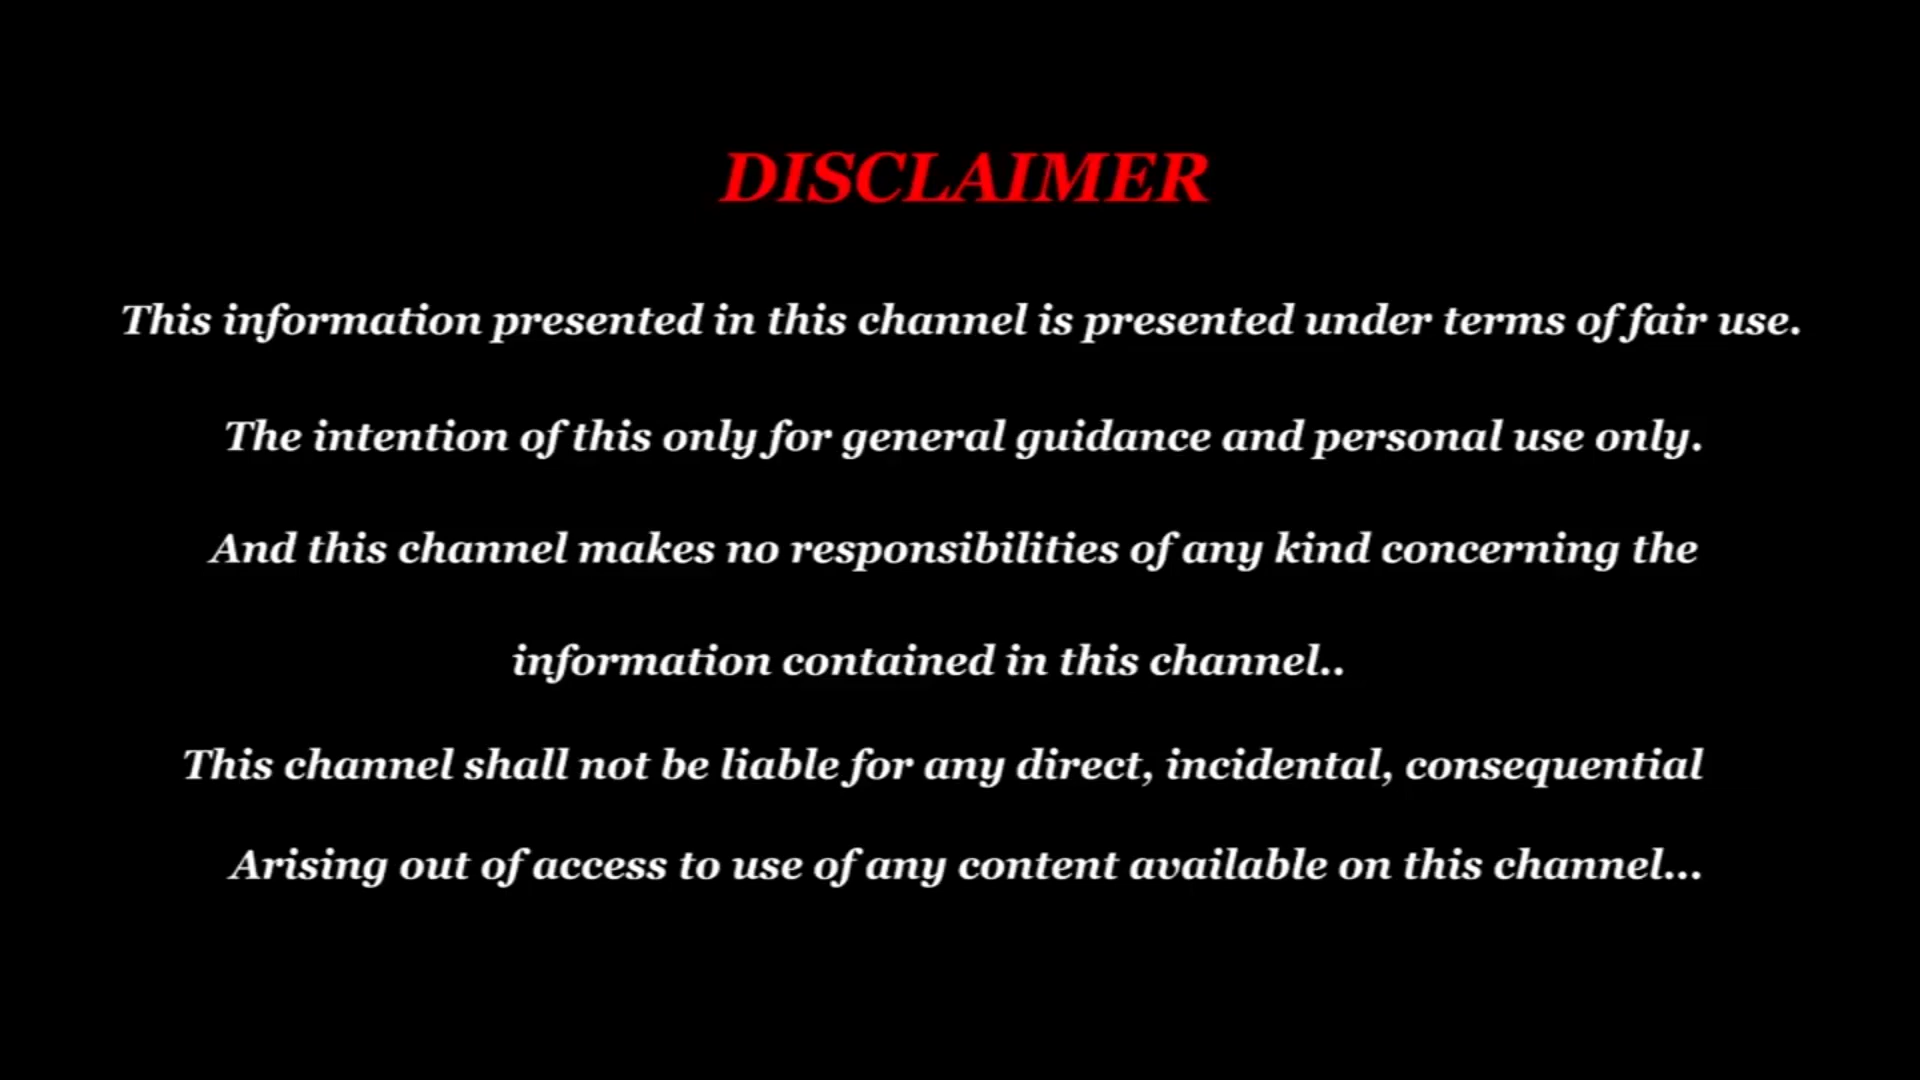 DISCLAIMER
This information presented in this channel is presented under terms of fair use.
The intention of this only for general guidance and personal use only.
And this channel makes no responsibilities of any kind concerning the
information contained in this channel..
This channel shall not be liable for any direct, incidental, consequential
Arising out of access to use of any content available on this channel...